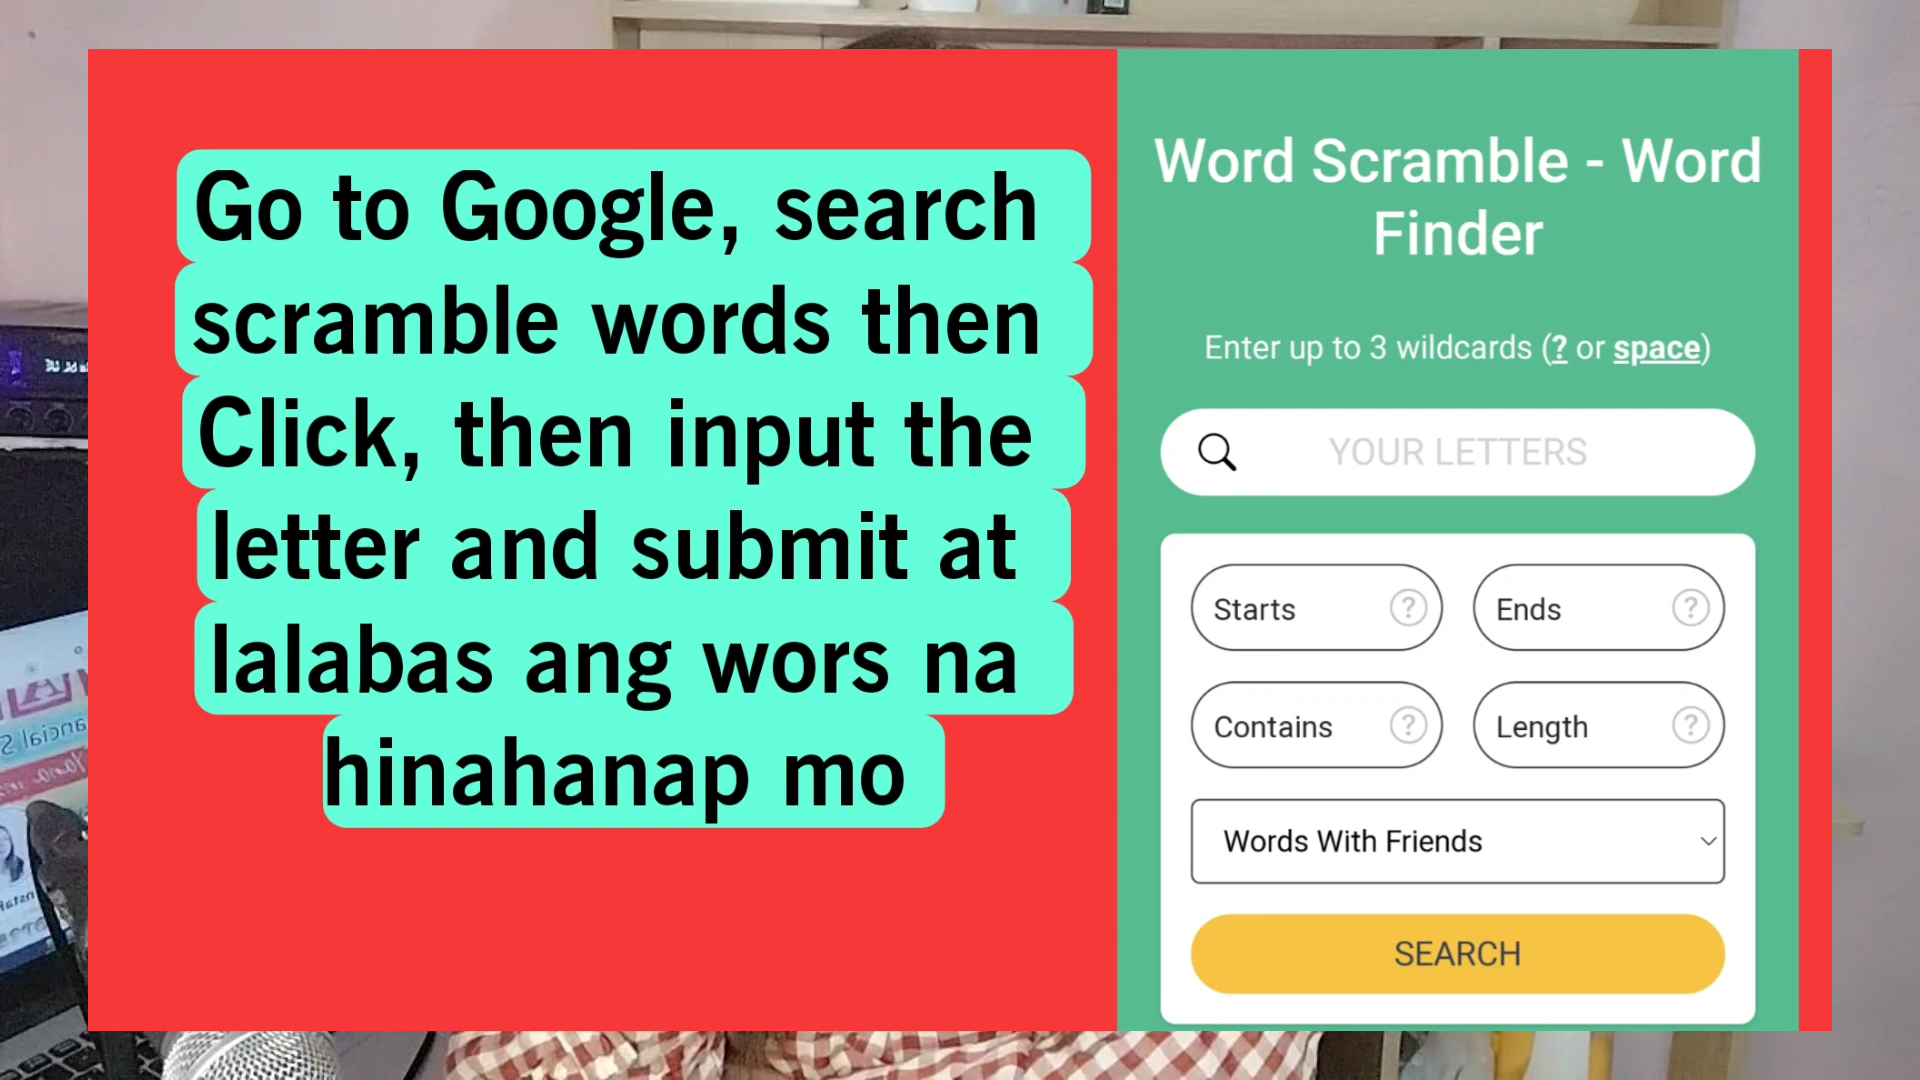 Go to Google, search
scramble words then
Click, then input the
letter and submit at
lalabas ang wors na
hinahanap mo
Word Scramble - Word
Finder
Enter up to 3 wildcards (? or space)
YOUR LETTERS
Starts ?
Ends ?
Contains ?
Length ?
Words With Friends
SEARCH